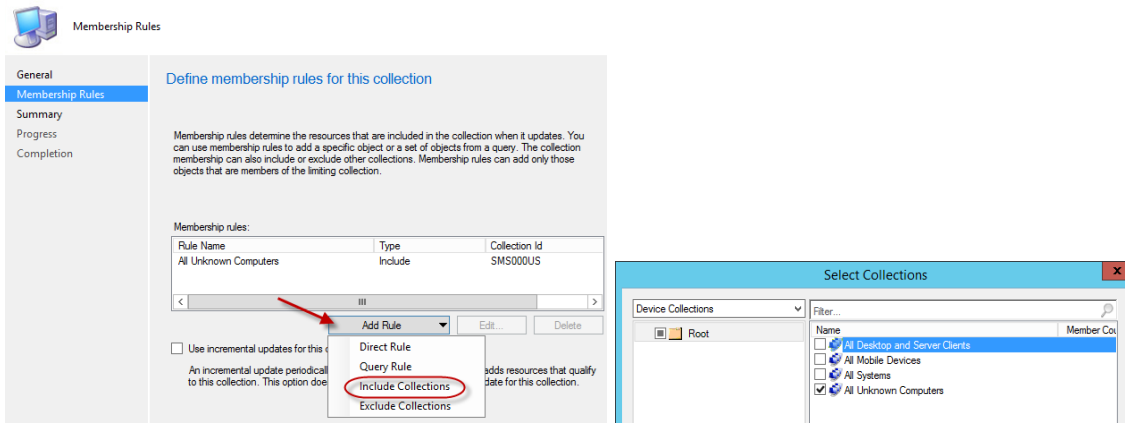 Membership Rules
General
Membership Rules
Summary
Progress
Completion
Define membership rules for this collection
Membership rules determine the resources that are included in the collection when it updates. You
can use membership rules to add a specific object or a set of objects from a query. The collection
membership can also include or exclude other collections. Membership rules can add only those
objects that are members of the limiting collection.
Membership rules:
Rule Name Type Collection Id
All Unknown Computers Include SMS000US
Add Rule Edit... Delete
Direct Rule
Query Rule
Include Collections
Exclude Collections
Use incremental updates for this
An incremental update periodically adds resources that qualify
to this collection. This option doe date for this collection.
Select Collections
x
Device Collections
Filter...
Root
Name Member Cou
All Desktop and Server Clients
All Mobile Devices
All Systems
All Unknown Computers